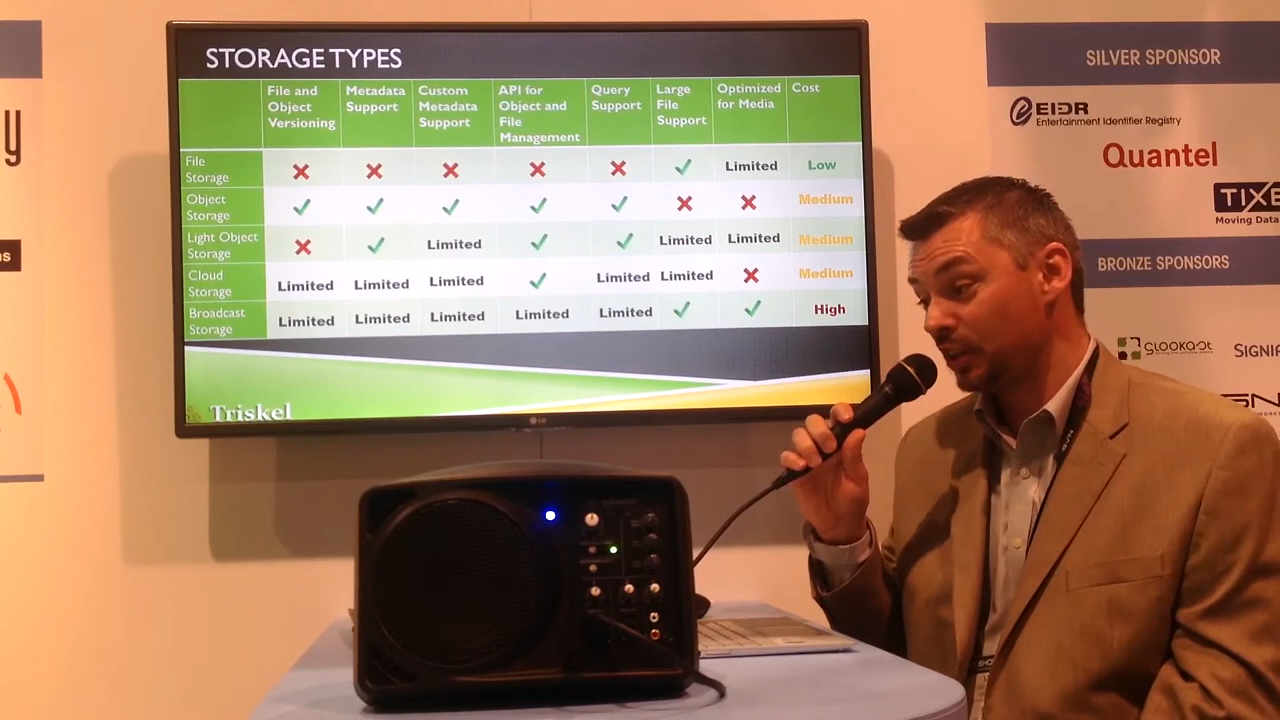 STORAGE TYPES
File and Object Versioning
Metadata Support
Custom Metadata Support
API for Object and File Management
Query Support
Large File Support
Optimized for Media
Cost
File Storage ✗ ✗ ✗ ✗ ✗ ✓ Limited Low
Object Storage ✓ ✓ ✓ ✓ ✓ ✗ ✗ Medium
Light Object Storage ✗ ✓ Limited ✓ ✓ Limited Limited Medium
Cloud Storage Limited Limited Limited ✓ Limited Limited ✗ Medium
Broadcast Storage Limited Limited Limited Limited Limited ✓ ✓ High
Triskel
LG
SILVER SPONSOR
EIDR
Entertainment Identifier Registry
Quantel
TIXE
Moving Data
BRONZE SPONSORS
GLOOKAST
SIGNI
y